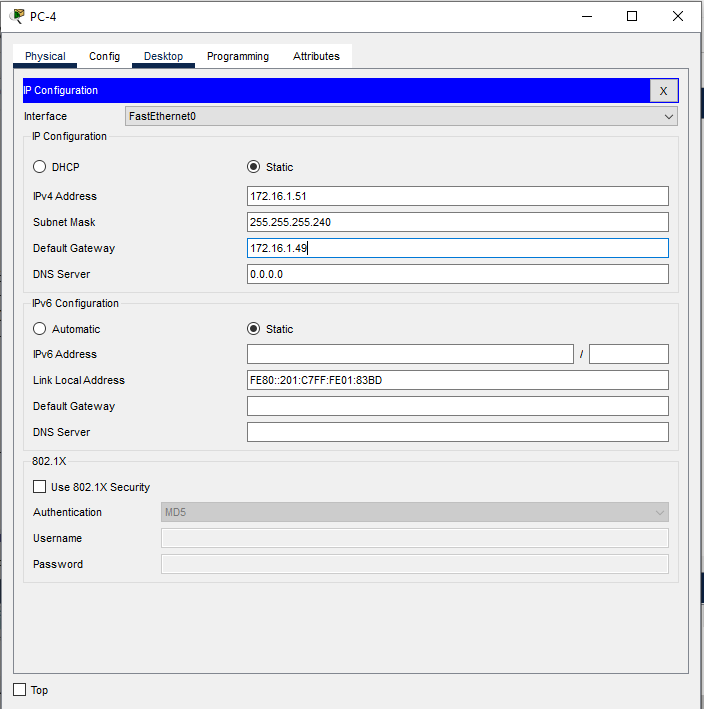 PC-4
Physical Config Desktop Programming Attributes
IP Configuration X
Interface FastEthernet0
IP Configuration
DHCP Static
IPv4 Address 172.16.1.51
Subnet Mask 255.255.255.240
Default Gateway 172.16.1.49
DNS Server 0.0.0.0
IPv6 Configuration
Automatic Static
IPv6 Address /
Link Local Address FE80::201:C7FF:FE01:83BD
Default Gateway
DNS Server
802.1X
Use 802.1X Security
Authentication MD5
Username
Password
Top